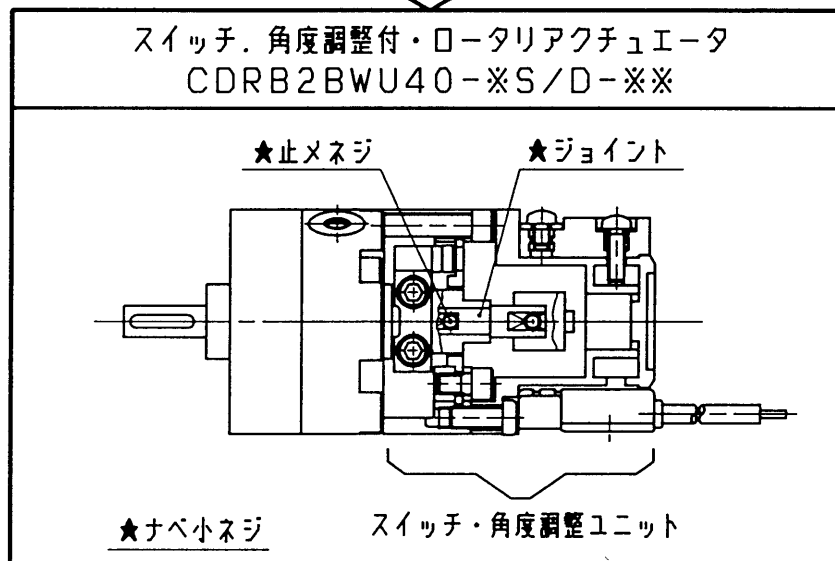 スイッチ. 角度調整付・ロータリアクチュエータ
CDRB2BWU40-※S/D-※※
★止メネジ
★ジョイント
★ナベ小ネジ
スイッチ・角度調整ユニット